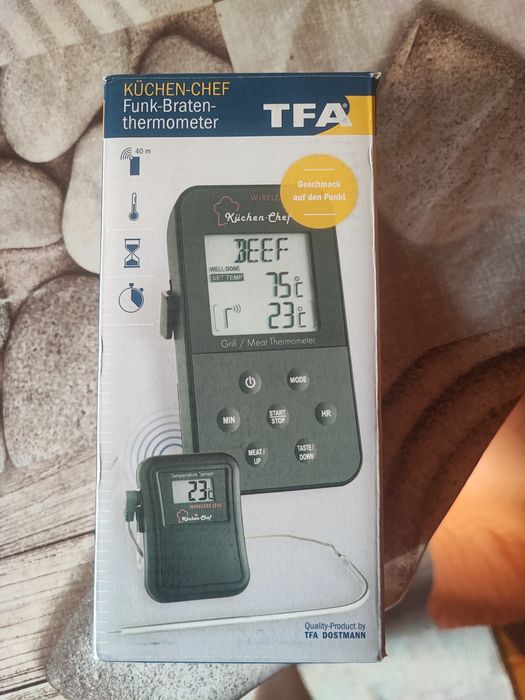 KÜCHEN-CHEF
Funk-Braten-
thermometer
TFA®
40 m
Geschmack
auf den Punkt
WIRELESS
Küchen-Chef
BEEF
WELL DONE
SET TEMP
75°C
23°C
Grill / Meat Thermometer
MODE
MIN
START/
STOP
HR
MEAT/
UP
TASTE/
DOWN
Temperature Sensor
23°C
WIRELESS
Küchen-Chef
Quality-Product by
TFA DOSTMANN